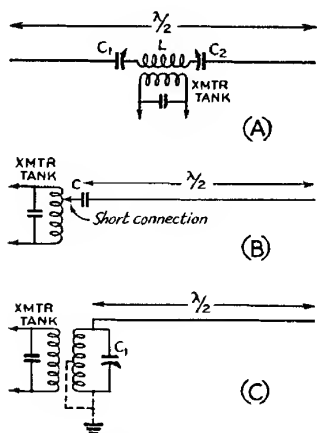 λ/2
C₁ L C₂
XMTR
TANK
(A)
XMTR
TANK
C
λ/2
Short connection
(B)
λ/2
XMTR
TANK
C₁
(C)